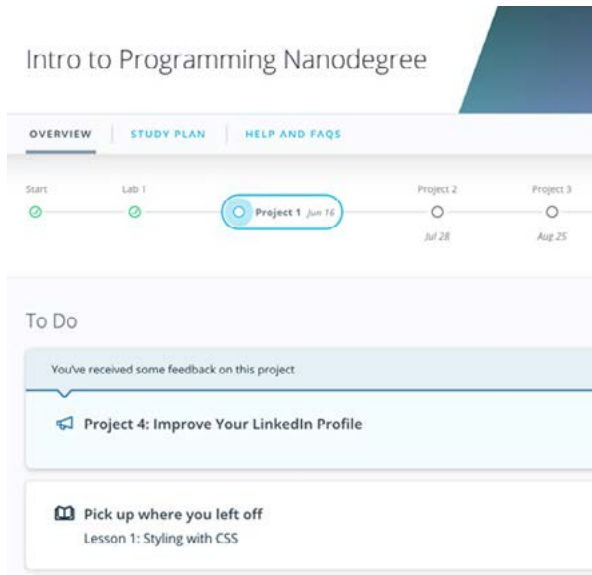 Intro to Programming Nanodegree
OVERVIEW STUDY PLAN HELP AND FAQS
Start Lab 1 Project 2 Project 3
Project 1 Jun 16
Jul 28 Aug 25
To Do
You've received some feedback on this project
Project 4: Improve Your LinkedIn Profile
Pick up where you left off
Lesson 1: Styling with CSS